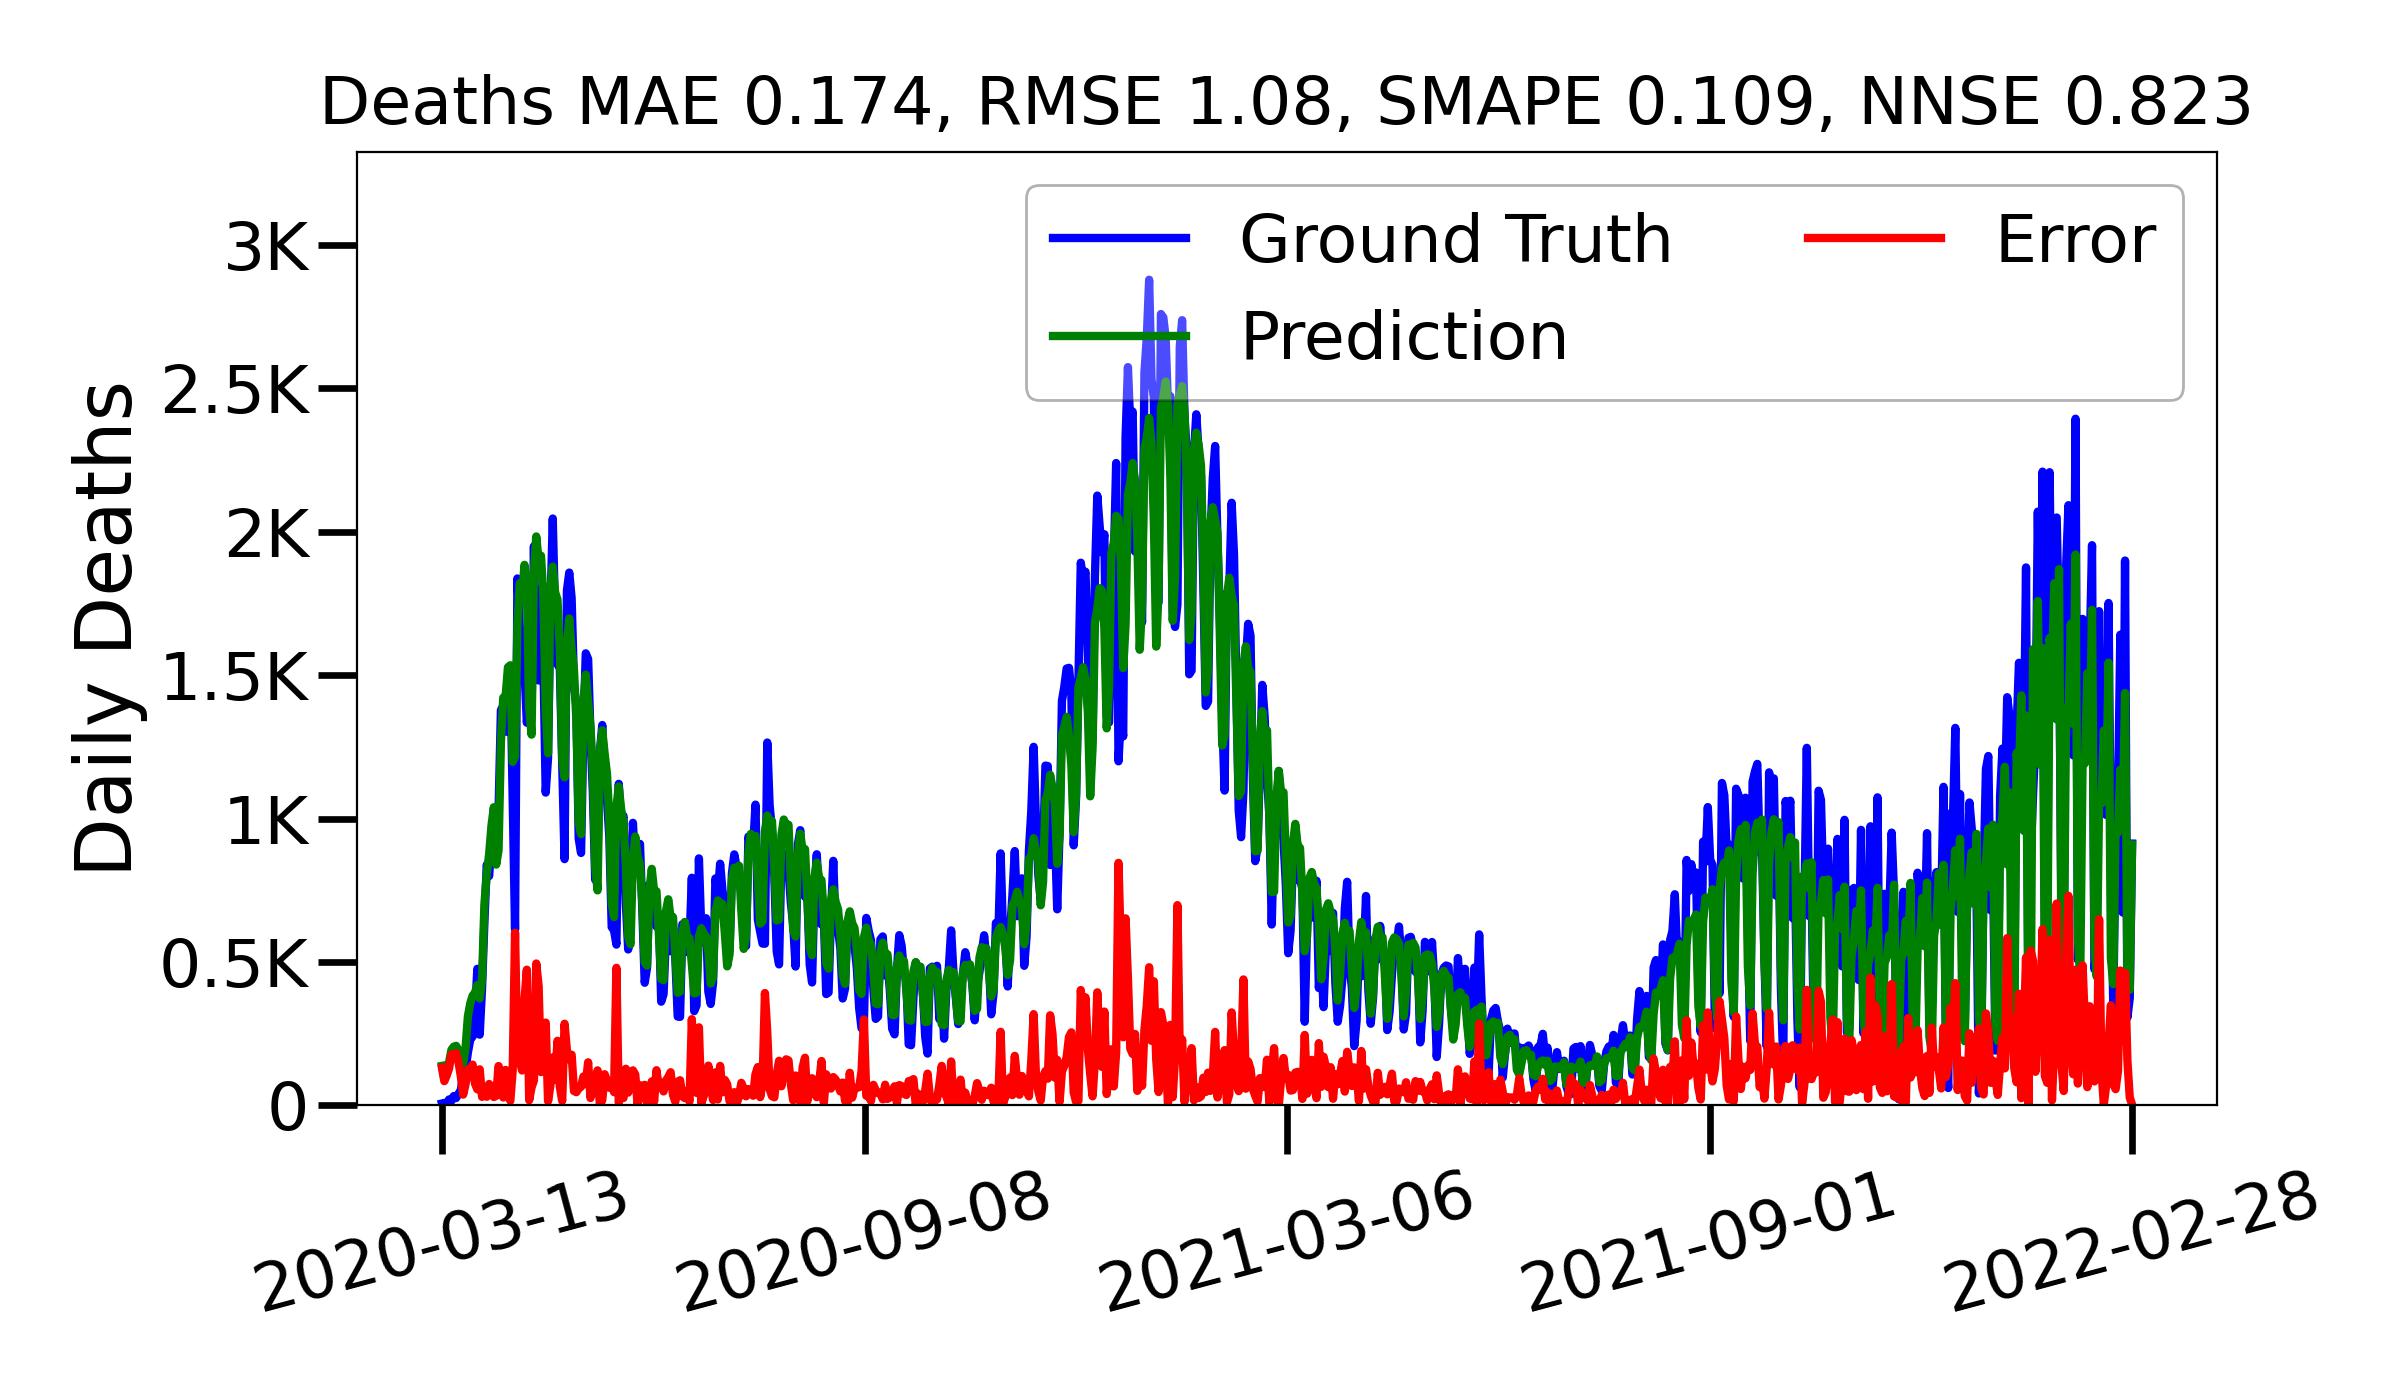 Deaths MAE 0.174, RMSE 1.08, SMAPE 0.109, NNSE 0.823
Ground Truth
Error
Prediction
Daily Deaths
3K
2.5K
2K
1.5K
1K
0.5K
0
2020-03-13
2020-09-08
2021-03-06
2021-09-01
2022-02-28